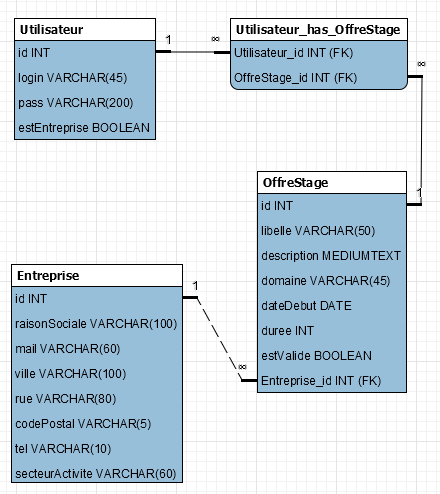 Utilisateur
id INT
login VARCHAR(45)
pass VARCHAR(200)
estEntreprise BOOLEAN
1
∞
Utilisateur_has_OffreStage
Utilisateur_id INT (FK)
OffreStage_id INT (FK)
∞
1
OffreStage
id INT
libelle VARCHAR(50)
description MEDIUMTEXT
domaine VARCHAR(45)
dateDebut DATE
duree INT
estValide BOOLEAN
Entreprise_id INT (FK)
Entreprise
id INT
raisonSociale VARCHAR(100)
mail VARCHAR(60)
ville VARCHAR(100)
rue VARCHAR(80)
codePostal VARCHAR(5)
tel VARCHAR(10)
secteurActivite VARCHAR(60)
1
∞